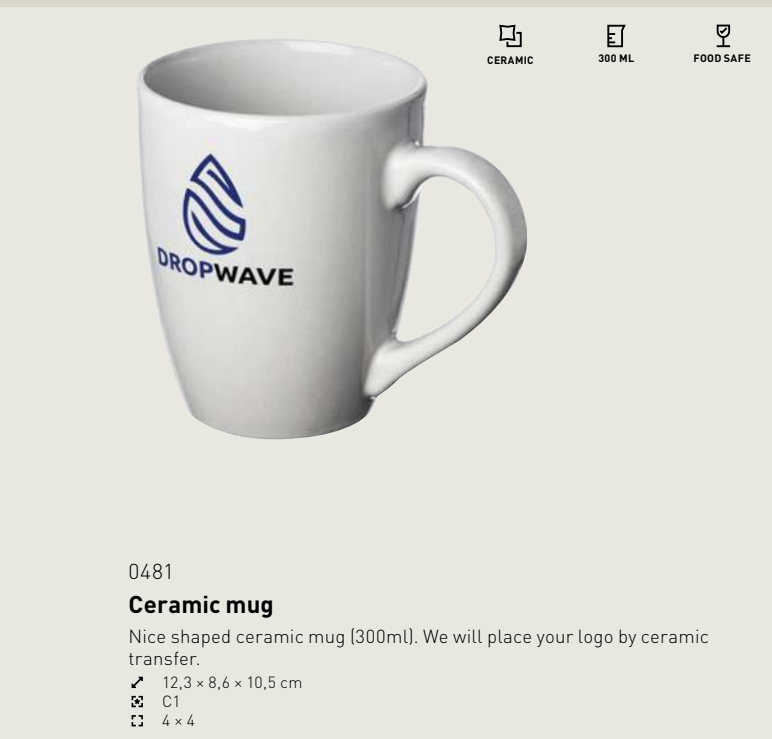 CERAMIC
300 ML
FOOD SAFE
DROPWAVE
0481
Ceramic mug
Nice shaped ceramic mug (300ml). We will place your logo by ceramic
transfer.
12,3 × 8,6 × 10,5 cm
C1
4 × 4